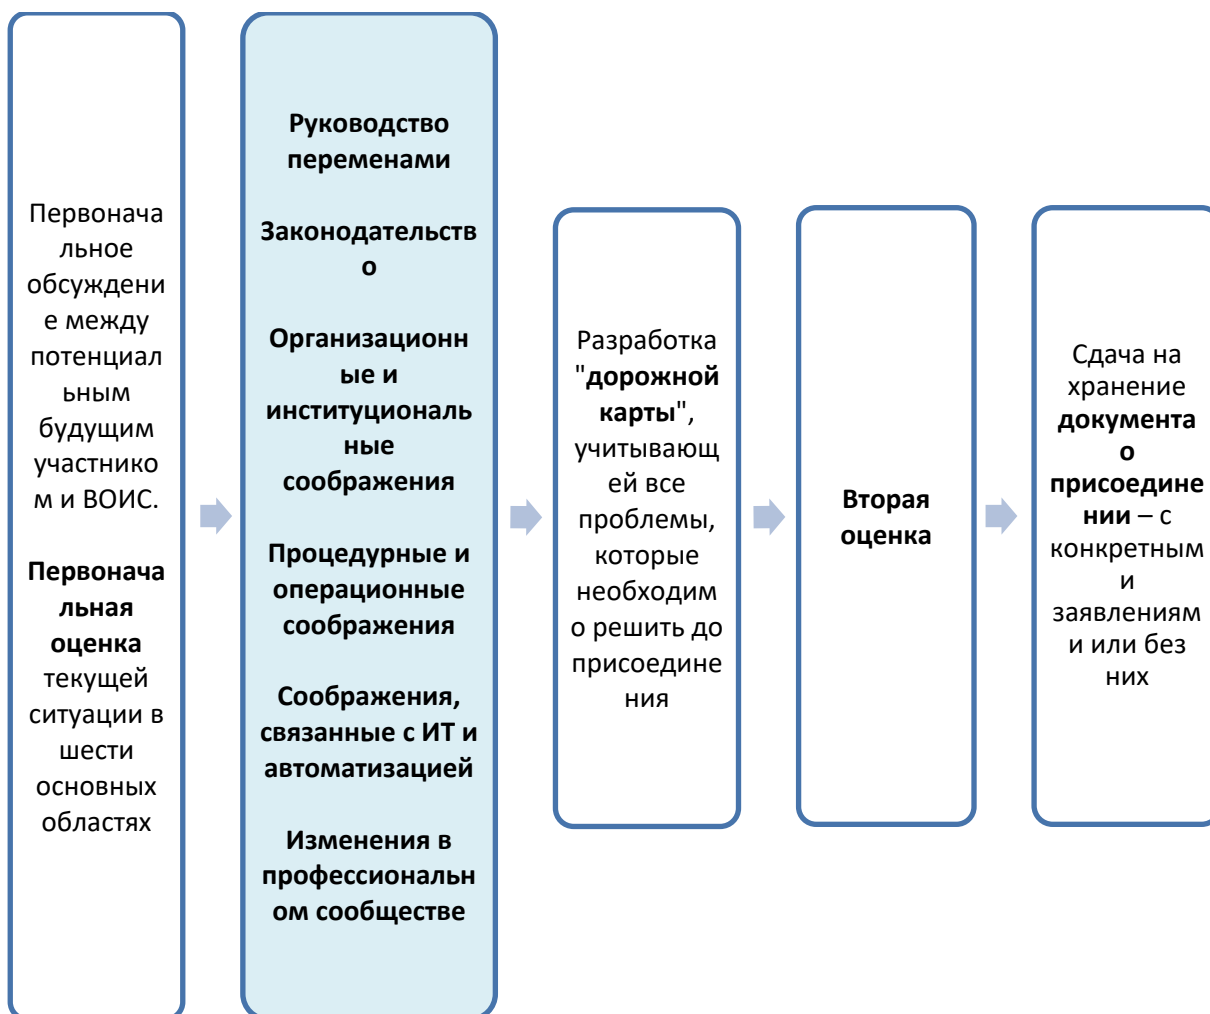 Первонача
льное
обсуждени
е между
потенциал
ьным
будущим
участнико
м и ВОИС.
Первонача
льная
оценка
текущей
ситуации в
шести
основных
областях
Руководство
переменами
Законодательств
о
Организационн
ые и
институциональ
ные
соображения
Процедурные и
операционные
соображения
Соображения,
связанные с ИТ и
автоматизацией
Изменения в
профессиональн
ом сообществе
Разработка
"дорожной
карты",
учитывающ
ей все
проблемы,
которые
необходим
о решить до
присоедине
ния
Вторая
оценка
Сдача на
хранение
документа
о
присоедине
нии – с
конкретным
и
заявлениям
и или без
них